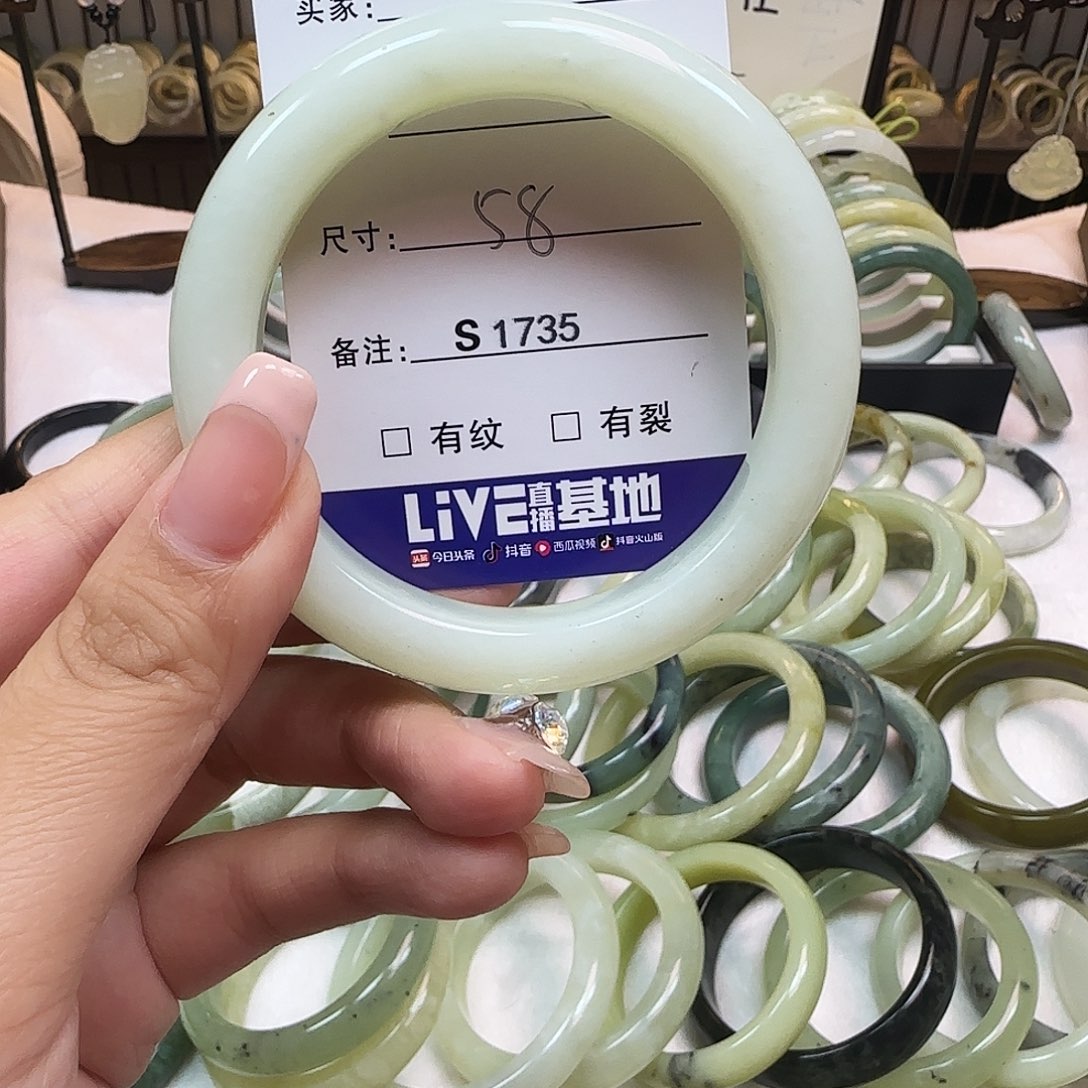 买家:
尺寸: 58
备注: S 1735
□ 有纹 □ 有裂
LiVE直播基地
头条 今日头条 抖音 西瓜视频 抖音火山版